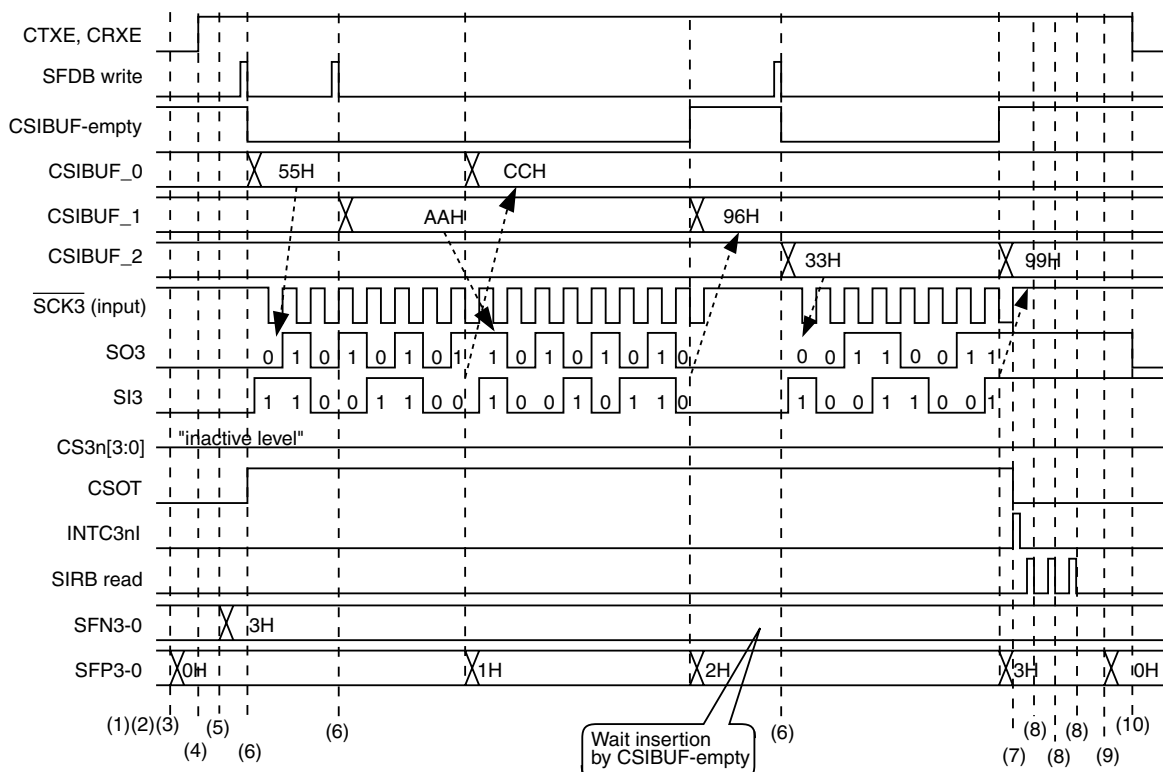 CTXE, CRXE
SFDB write
CSIBUF-empty
CSIBUF_0 55H CCH
CSIBUF_1 AAH 96H
CSIBUF_2 33H 99H
SCK3 (input)
SO3 0 1 0 1 0 1 0 1 1 0 1 0 1 0 1 0 0 0 1 1 0 0 1 1
SI3 1 1 0 0 1 1 0 0 1 0 0 1 0 1 1 0 1 0 0 1 1 0 0 1
CS3n[3:0] "inactive level"
CSOT
INTC3nI
SIRB read
SFN3-0 3H
SFP3-0 0H 1H 2H 3H 0H
(1)(2)(3) (4) (5) (6) (6) (6) (7) (8) (8) (8) (9) (10)
Wait insertion
by CSIBUF-empty